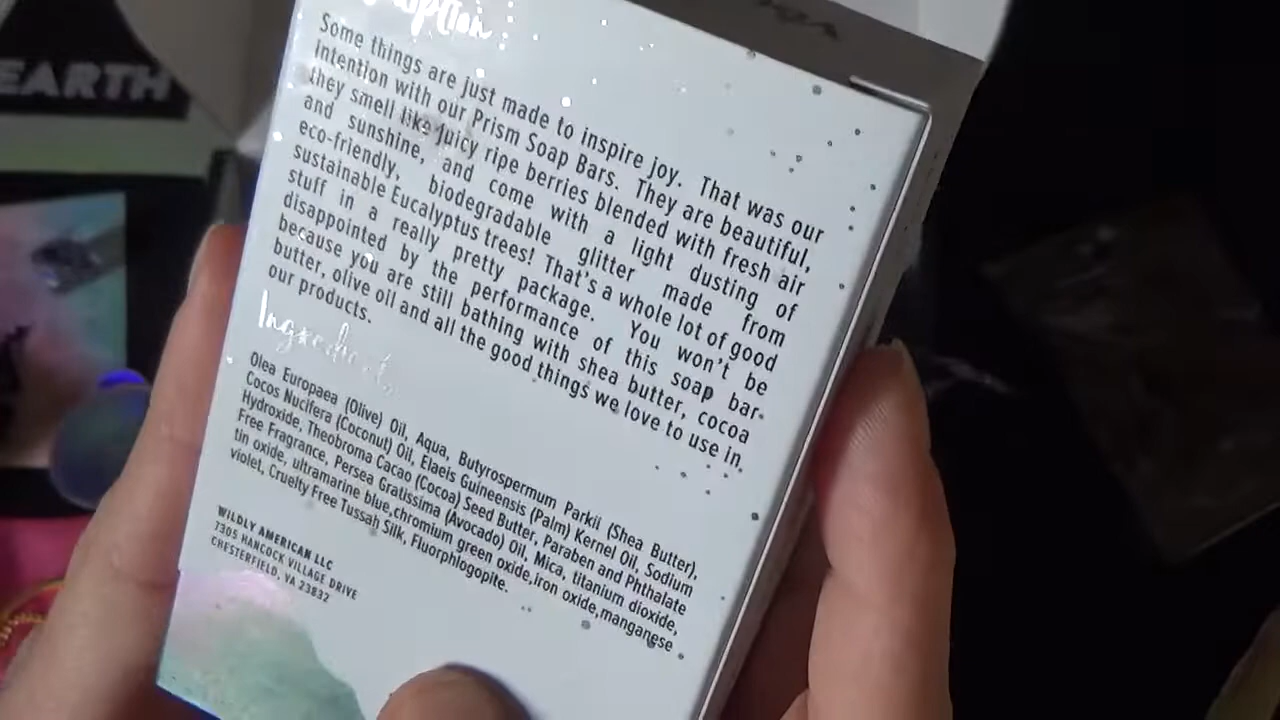 EARTH
Some things are just made to inspire joy. That was our
intention with our Prism Soap Bars. They are beautiful,
they smell like juicy ripe berries blended with fresh air
and sunshine, and come with a light dusting of
eco-friendly, biodegradable glitter made from
sustainable Eucalyptus trees! That's a whole lot of good
stuff in a really pretty package. You won't be
disappointed by the performance of this soap bar-
because you are still bathing with shea butter, cocoa
butter, olive oil and all the good things we love to use in
our products.
Ingredients
Olea Europaea (Olive) Oil, Aqua, Butyrospermum Parkii (Shea Butter),
Cocos Nucifera (Coconut) Oil, Elaeis Guineensis (Palm) Kernel Oil, Sodium
Hydroxide, Theobroma Cacao (Cocoa) Seed Butter, Paraben and Phthalate
Free Fragrance, Persea Gratissima (Avocado) Oil, Mica, titanium dioxide,
tin oxide, ultramarine blue,chromium green oxide,iron oxide,manganese
violet, Cruelty Free Tussah Silk, Fluorphlogopite.
WILDLY AMERICAN LLC
7305 HANCOCK VILLAGE DRIVE
CHESTERFIELD, VA 23832